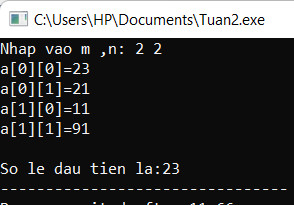 C:\Users\HP\Documents\Tuan2.exe
Nhap vao m ,n: 2 2
a[0][0]=23
a[0][1]=21
a[1][0]=11
a[1][1]=91
So le dau tien la:23
--------------------------------